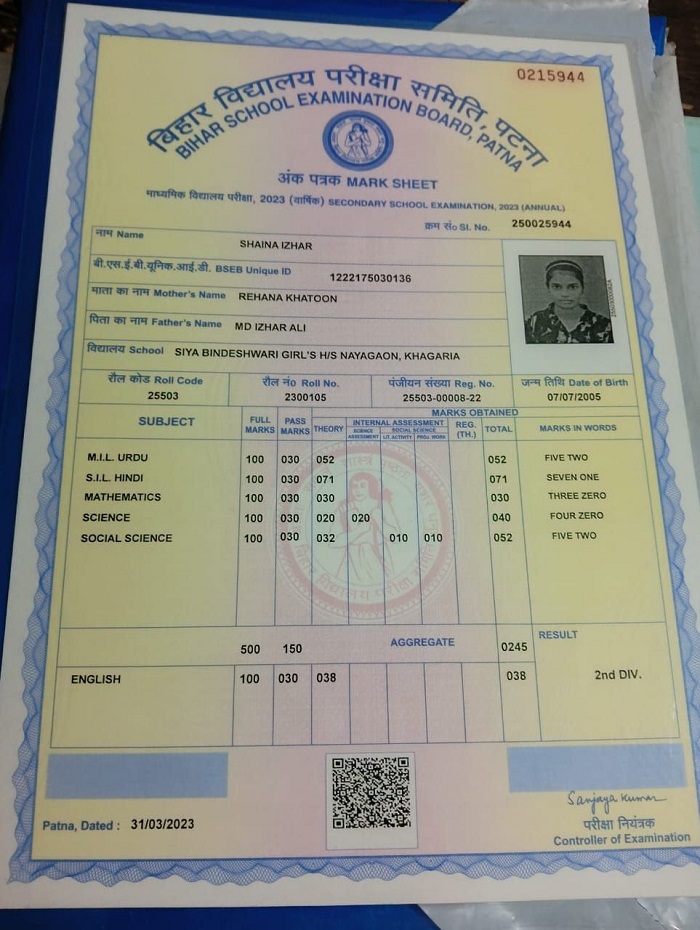 0215944
बिहार विद्यालय परीक्षा समिति, पटना
BIHAR SCHOOL EXAMINATION BOARD, PATNA
अंक पत्रक MARK SHEET
माध्यमिक विद्यालय परीक्षा, 2023 (वार्षिक) SECONDARY SCHOOL EXAMINATION, 2023 (ANNUAL)
क्रम सं० Sl. No. 250025944
नाम Name SHAINA IZHAR
बी.एस.ई.बी.यूनिक.आई.डी. BSEB Unique ID 1222175030136
माता का नाम Mother's Name REHANA KHATOON
पिता का नाम Father's Name MD IZHAR ALI
विद्यालय School SIYA BINDESHWARI GIRL'S H/S NAYAGAON, KHAGARIA
रौल कोड Roll Code रौल नं० Roll No. पंजीयन संख्या Reg. No. जन्म तिथि Date of Birth
25503 2300105 25503-00008-22 07/07/2005
MARKS OBTAINED
SUBJECT FULL MARKS PASS MARKS THEORY INTERNAL ASSESSMENT REG. (TH.) TOTAL MARKS IN WORDS
SCIENCE ASSESSMENT SOCIAL SCIENCE LIT. ACTIVITY PROJ. WORK
M.I.L. URDU 100 030 052 052 FIVE TWO
S.I.L. HINDI 100 030 071 071 SEVEN ONE
MATHEMATICS 100 030 030 030 THREE ZERO
SCIENCE 100 030 020 020 040 FOUR ZERO
SOCIAL SCIENCE 100 030 032 010 010 052 FIVE TWO
500 150 AGGREGATE 0245 RESULT
ENGLISH 100 030 038 038 2nd DIV.
Sanjaya Kumar
Patna, Dated : 31/03/2023
परीक्षा नियंत्रक
Controller of Examination